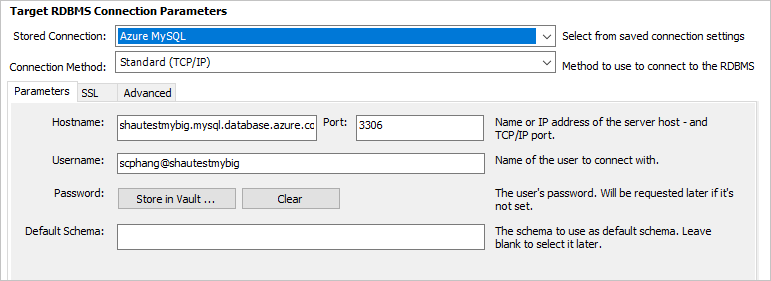 Target RDBMS Connection Parameters
Stored Connection: Azure MySQL Select from saved connection settings
Connection Method: Standard (TCP/IP) Method to use to connect to the RDBMS
Parameters SSL Advanced
Hostname: shautestmybig.mysql.database.azure.cc Port: 3306 Name or IP address of the server host - and
TCP/IP port.
Username: scphang@shautestmybig Name of the user to connect with.
Password: Store in Vault ... Clear The user's password. Will be requested later if it's
not set.
Default Schema: The schema to use as default schema. Leave
blank to select it later.